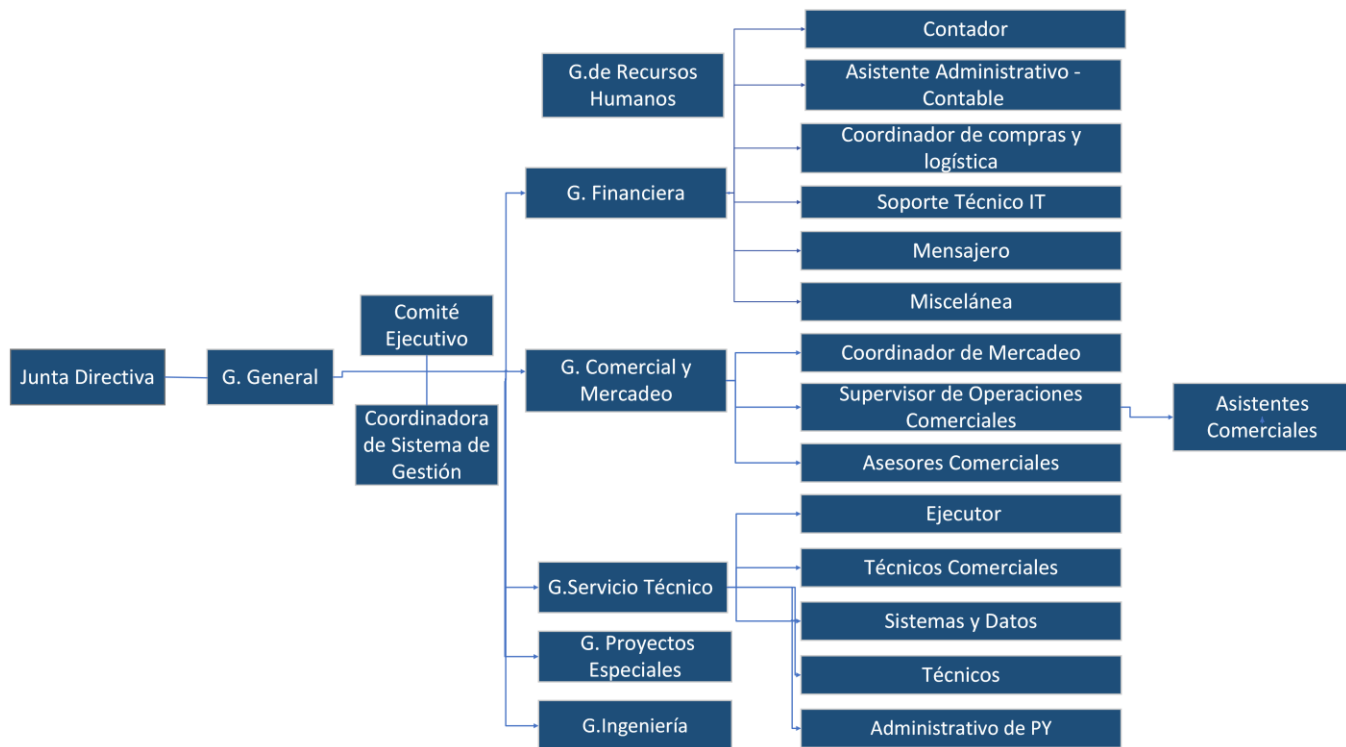 Junta Directiva
G. General
Comité
Ejecutivo
Coordinadora
de Sistema de
Gestión
G.de Recursos
Humanos
G. Financiera
G. Comercial y
Mercadeo
G.Servicio Técnico
G. Proyectos
Especiales
G.Ingeniería
Contador
Asistente Administrativo -
Contable
Coordinador de compras y
logística
Soporte Técnico IT
Mensajero
Miscelánea
Coordinador de Mercadeo
Supervisor de Operaciones
Comerciales
Asesores Comerciales
Ejecutor
Técnicos Comerciales
Sistemas y Datos
Técnicos
Administrativo de PY
Asistentes
Comerciales